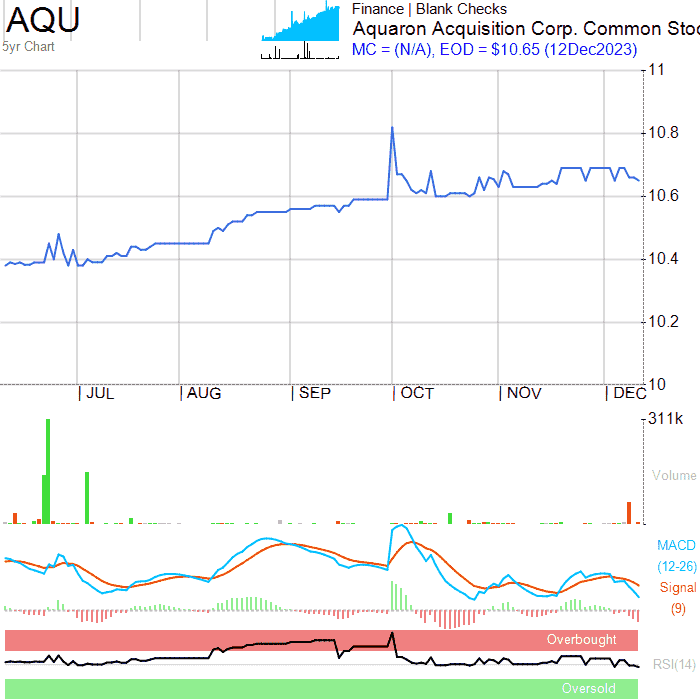 AQU
5yr Chart
Finance | Blank Checks
Aquaron Acquisition Corp. Common Stoc
MC = (N/A), EOD = $10.65 (12Dec2023)
11
10.8
10.6
10.4
10.2
10
| JUL | AUG | SEP | OCT | NOV | DEC
311k
Volume
MACD
(12-26)
Signal
(9)
Overbought
RSI(14)
Oversold